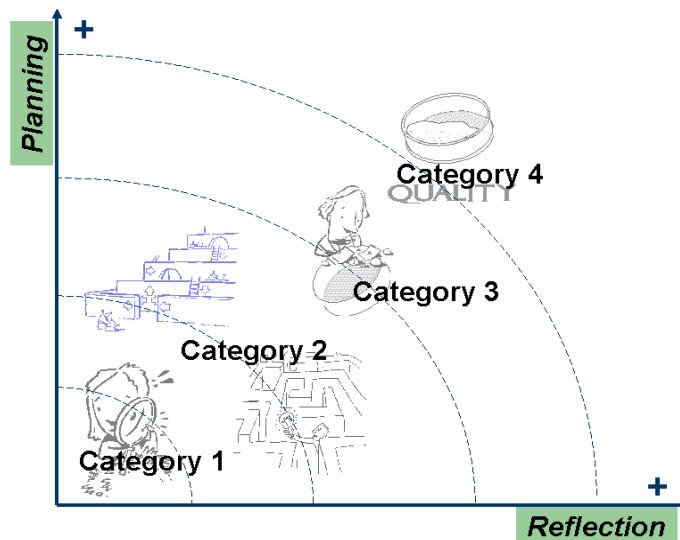 +
Planning
Category 4
QUALITY
Category 3
Category 2
Category 1
+
Reflection